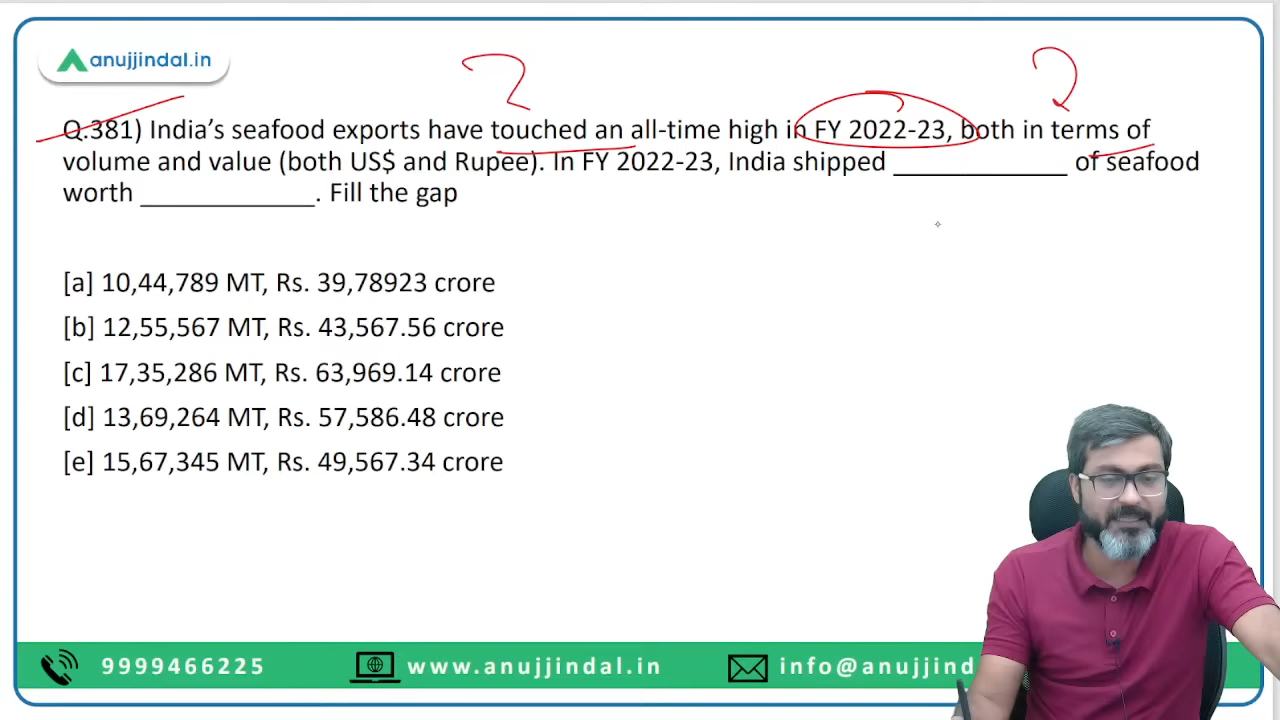 anujjindal.in
Q.381) India's seafood exports have touched an all-time high in FY 2022-23, both in terms of
volume and value (both US$ and Rupee). In FY 2022-23, India shipped _____________ of seafood
worth _____________. Fill the gap
[a] 10,44,789 MT, Rs. 39,78923 crore
[b] 12,55,567 MT, Rs. 43,567.56 crore
[c] 17,35,286 MT, Rs. 63,969.14 crore
[d] 13,69,264 MT, Rs. 57,586.48 crore
[e] 15,67,345 MT, Rs. 49,567.34 crore
9999466225 www.anujjindal.in info@anujjind